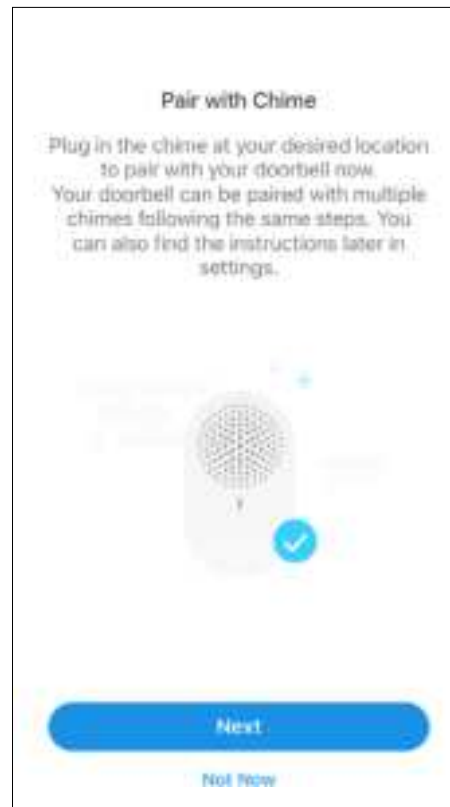 Pair with Chime
Plug in the chime at your desired location
to pair with your doorbell now.
Your doorbell can be paired with multiple
chimes following the same steps. You
can also find the instructions later in
settings.
Next
Not Now